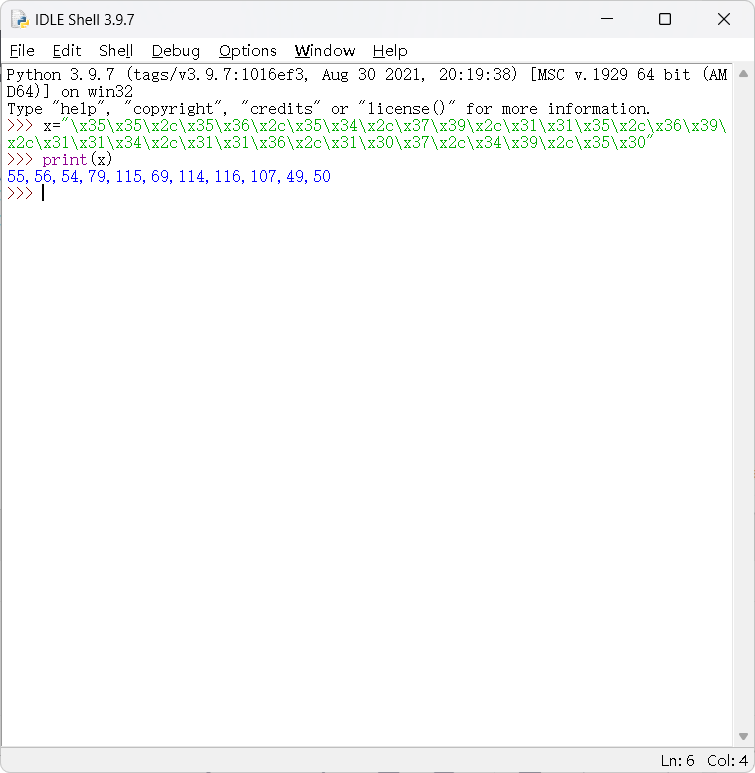 IDLE Shell 3.9.7
File Edit Shell Debug Options Window Help
Python 3.9.7 (tags/v3.9.7:1016ef3, Aug 30 2021, 20:19:38) [MSC v.1929 64 bit (AM
D64)] on win32
Type "help", "copyright", "credits" or "license()" for more information.
>>> x="\x35\x35\x2c\x35\x36\x2c\x35\x34\x2c\x37\x39\x2c\x31\x31\x35\x2c\x36\x39\
x2c\x31\x31\x34\x2c\x31\x31\x36\x2c\x31\x30\x37\x2c\x34\x39\x2c\x35\x30"
>>> print(x)
55,56,54,79,115,69,114,116,107,49,50
>>>
Ln: 6 Col: 4